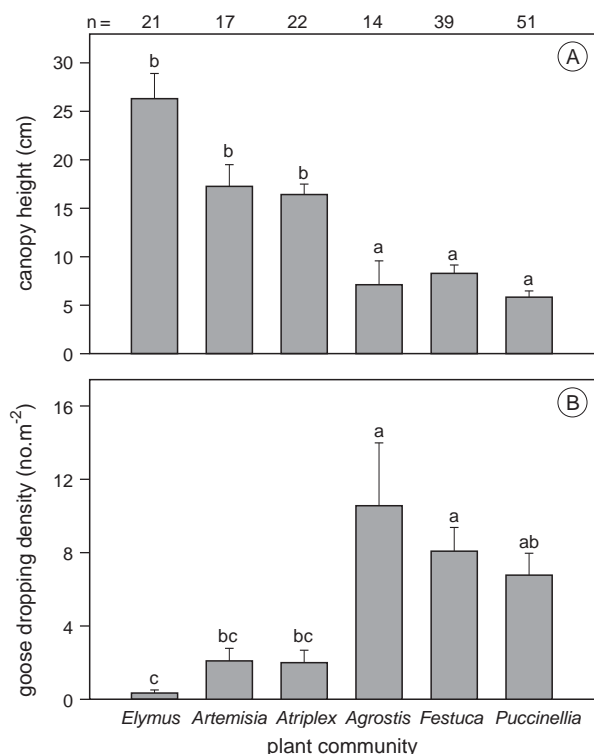 n = 21 17 22 14 39 51
A
30
25
20
15
10
5
0
canopy height (cm)
b
b
b
a
a
a
B
16
12
8
4
0
goose dropping density (no.m-2)
c
bc
bc
a
a
ab
Elymus Artemisia Atriplex Agrostis Festuca Puccinellia
plant community